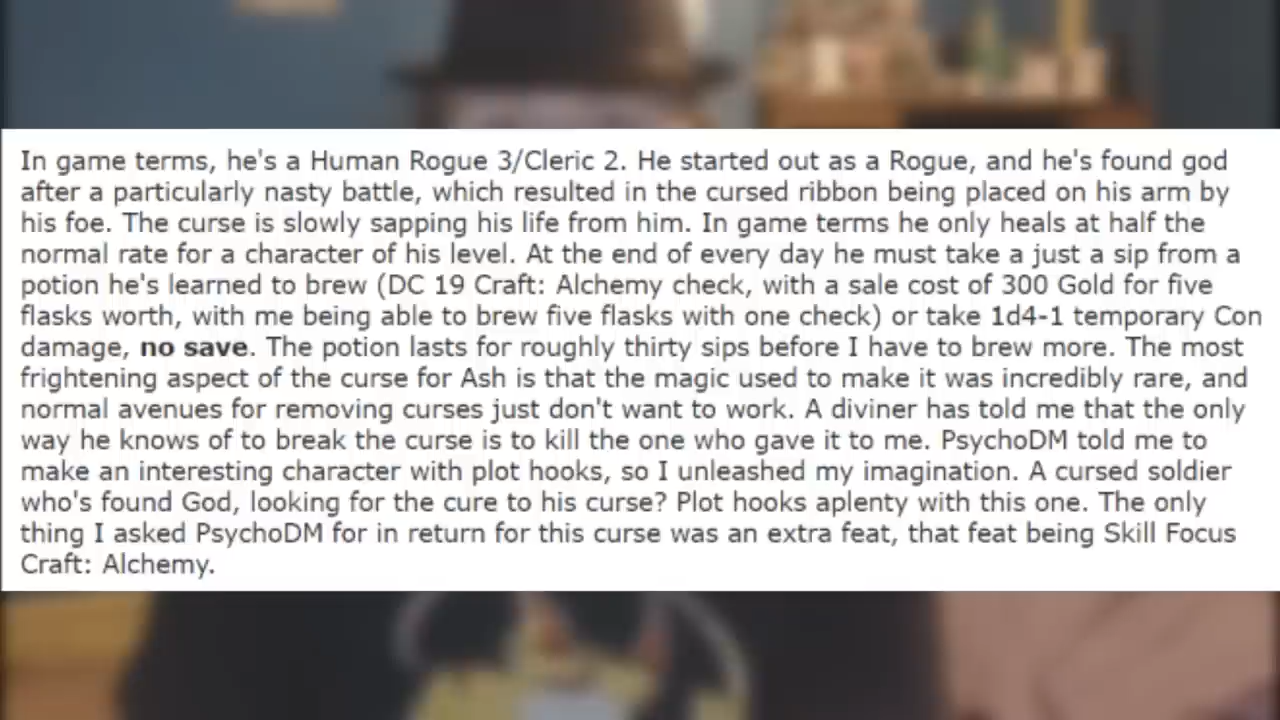 In game terms, he's a Human Rogue 3/Cleric 2. He started out as a Rogue, and he's found god
after a particularly nasty battle, which resulted in the cursed ribbon being placed on his arm by
his foe. The curse is slowly sapping his life from him. In game terms he only heals at half the
normal rate for a character of his level. At the end of every day he must take a just a sip from a
potion he's learned to brew (DC 19 Craft: Alchemy check, with a sale cost of 300 Gold for five
flasks worth, with me being able to brew five flasks with one check) or take 1d4-1 temporary Con
damage, no save. The potion lasts for roughly thirty sips before I have to brew more. The most
frightening aspect of the curse for Ash is that the magic used to make it was incredibly rare, and
normal avenues for removing curses just don't want to work. A diviner has told me that the only
way he knows of to break the curse is to kill the one who gave it to me. PsychoDM told me to
make an interesting character with plot hooks, so I unleashed my imagination. A cursed soldier
who's found God, looking for the cure to his curse? Plot hooks aplenty with this one. The only
thing I asked PsychoDM for in return for this curse was an extra feat, that feat being Skill Focus
Craft: Alchemy.